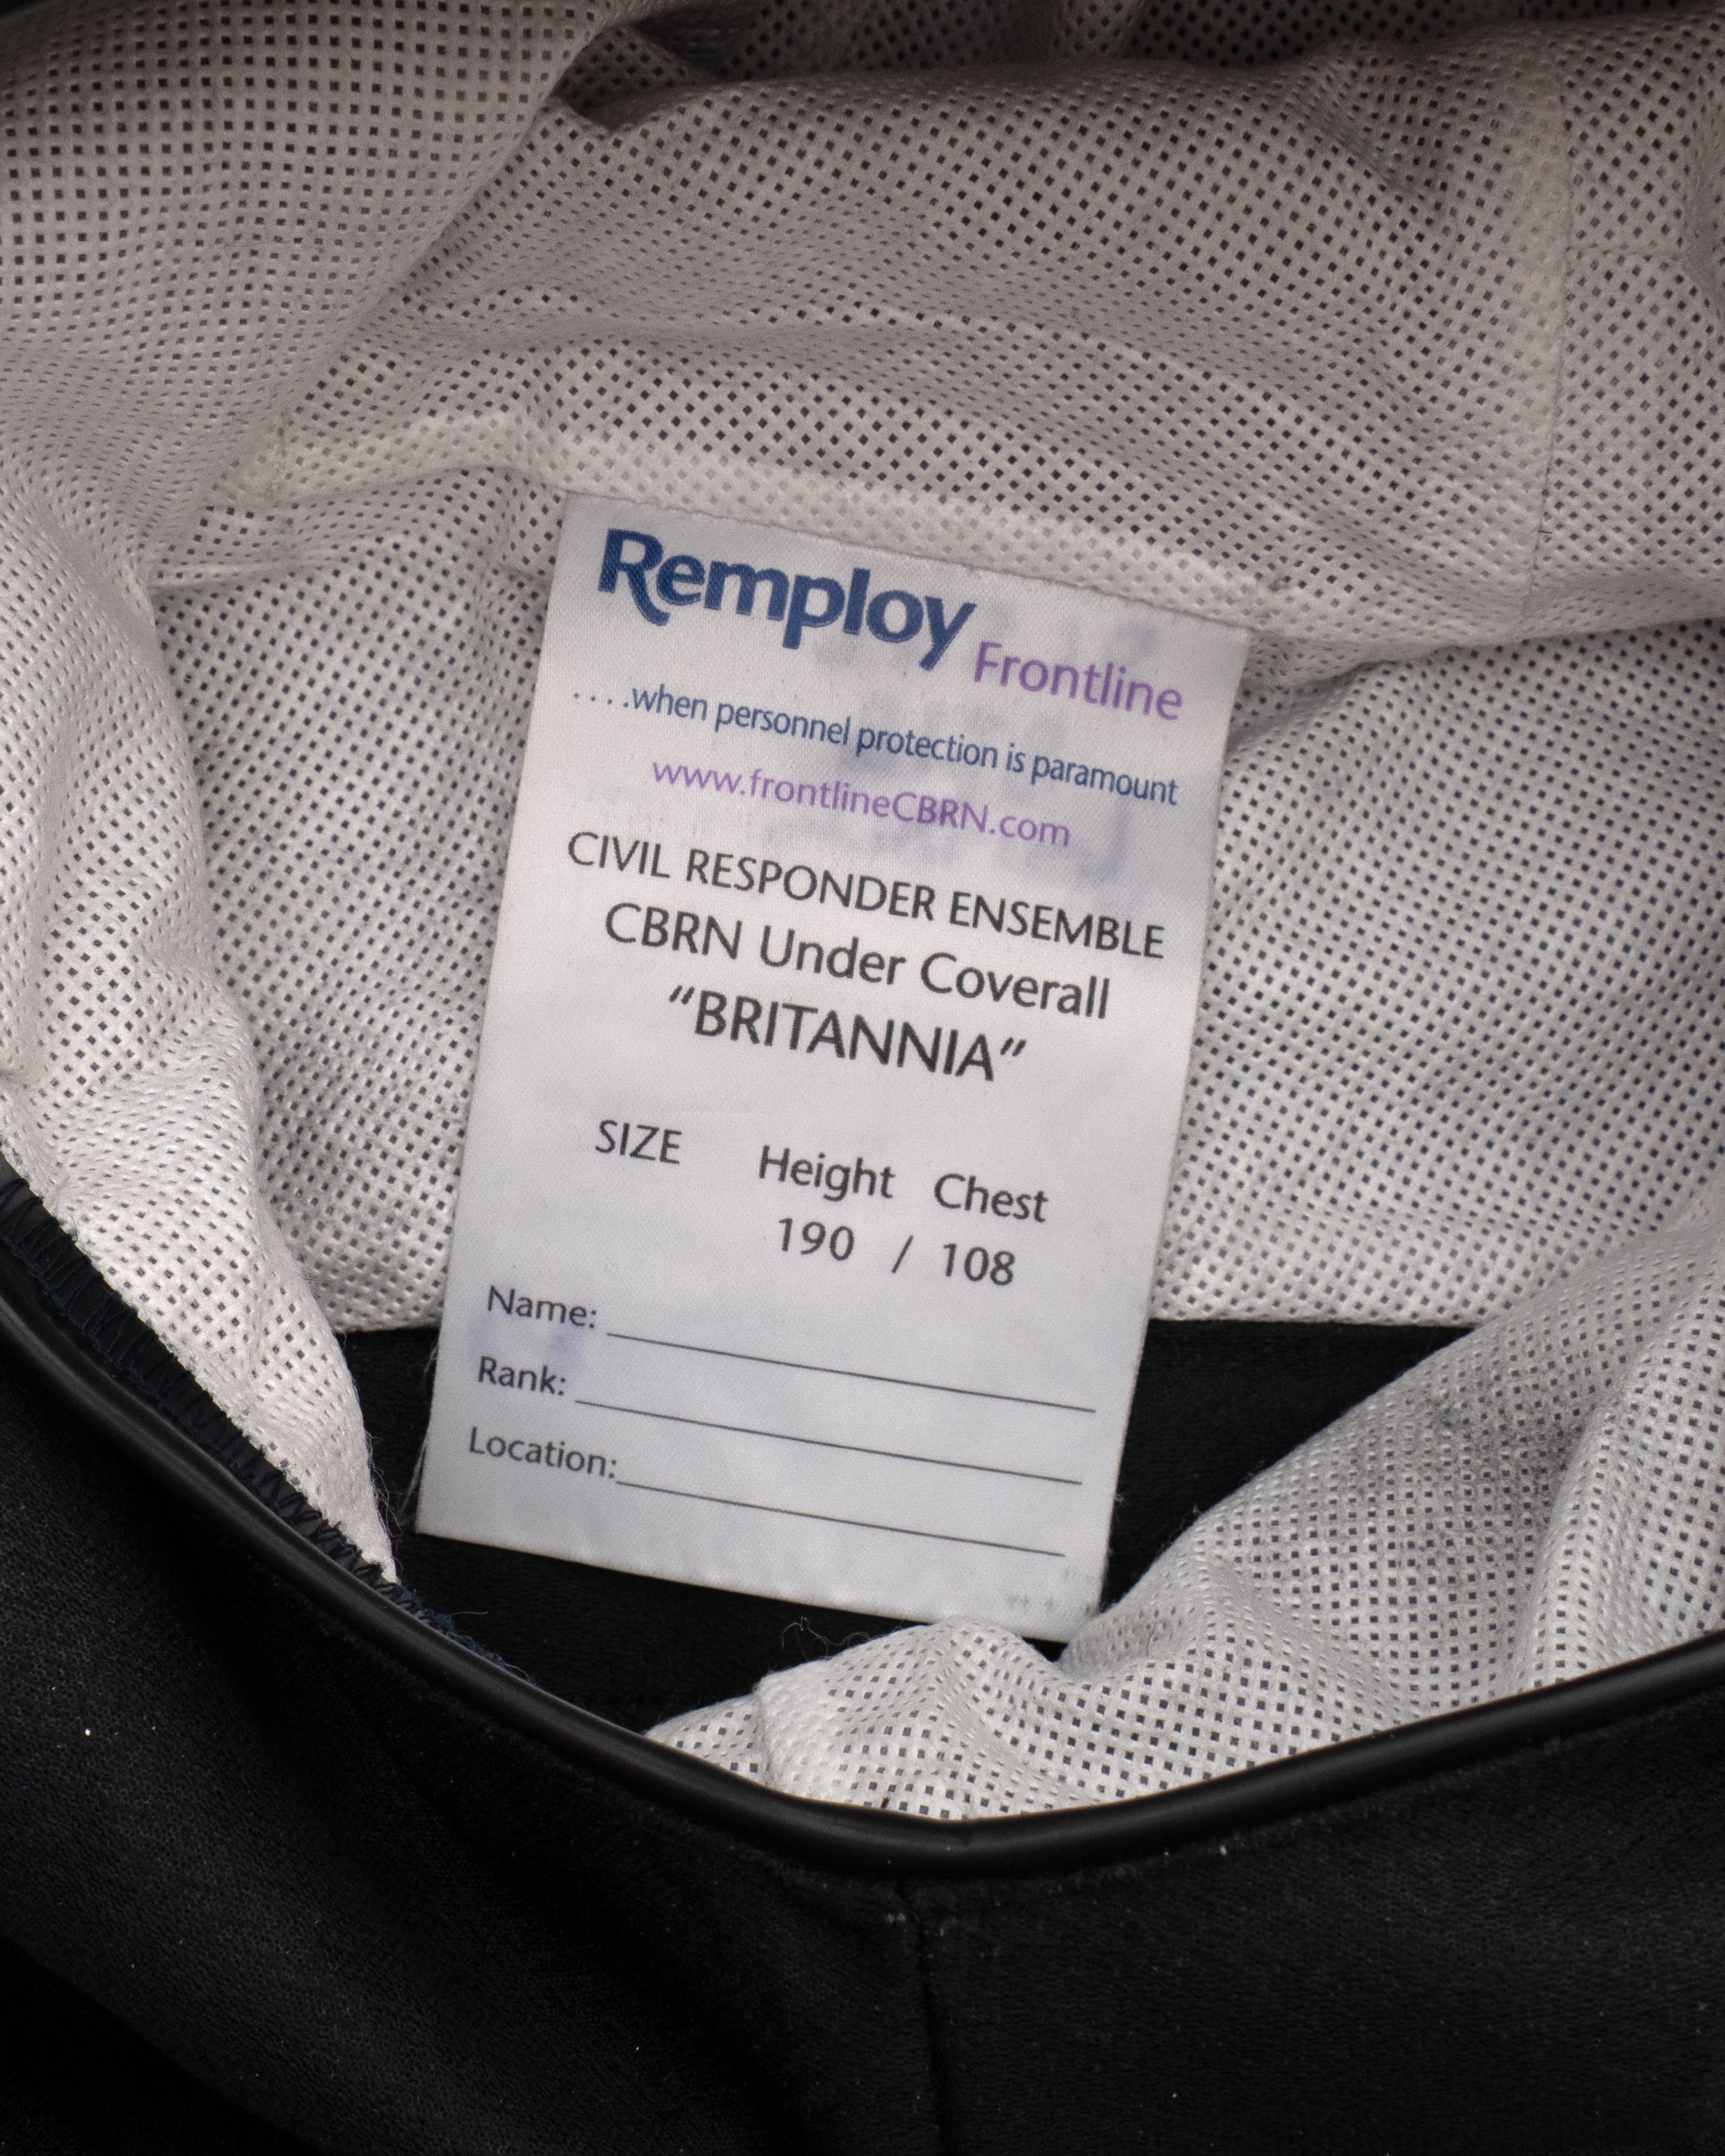 Remploy Frontline
....when personnel protection is paramount
www.frontlineCBRN.com
CIVIL RESPONDER ENSEMBLE
CBRN Under Coverall
“BRITANNIA”
SIZE Height Chest
190 / 108
Name:
Rank:
Location: